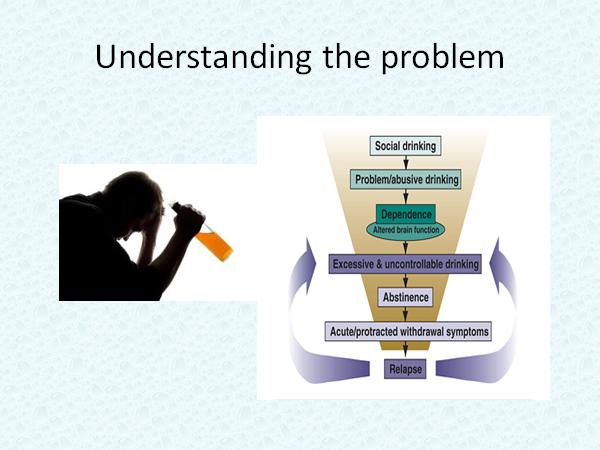 Understanding the problem
Social drinking
Problem/abusive drinking
Dependence
Altered brain function
Excessive & uncontrollable drinking
Abstinence
Acute/protracted withdrawal symptoms
Relapse